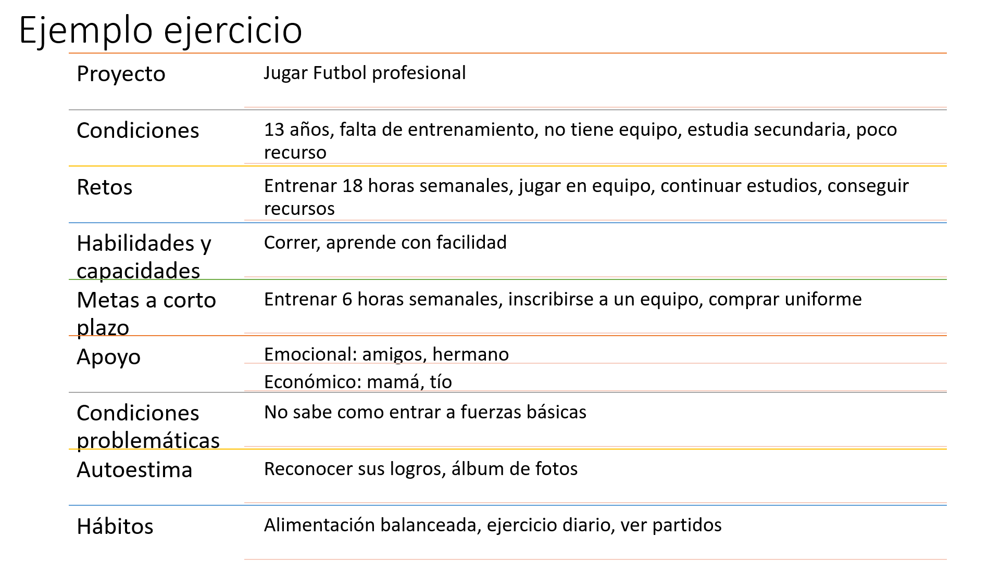 Ejemplo ejercicio
Proyecto
Jugar Futbol profesional
Condiciones
13 años, falta de entrenamiento, no tiene equipo, estudia secundaria, poco
recurso
Retos
Entrenar 18 horas semanales, jugar en equipo, continuar estudios, conseguir
recursos
Habilidades y
capacidades
Correr, aprende con facilidad
Metas a corto
plazo
Entrenar 6 horas semanales, inscribirse a un equipo, comprar uniforme
Apoyo
Emocional: amigos, hermano
Económico: mamá, tío
Condiciones
problemáticas
No sabe como entrar a fuerzas básicas
Autoestima
Reconocer sus logros, álbum de fotos
Hábitos
Alimentación balanceada, ejercicio diario, ver partidos